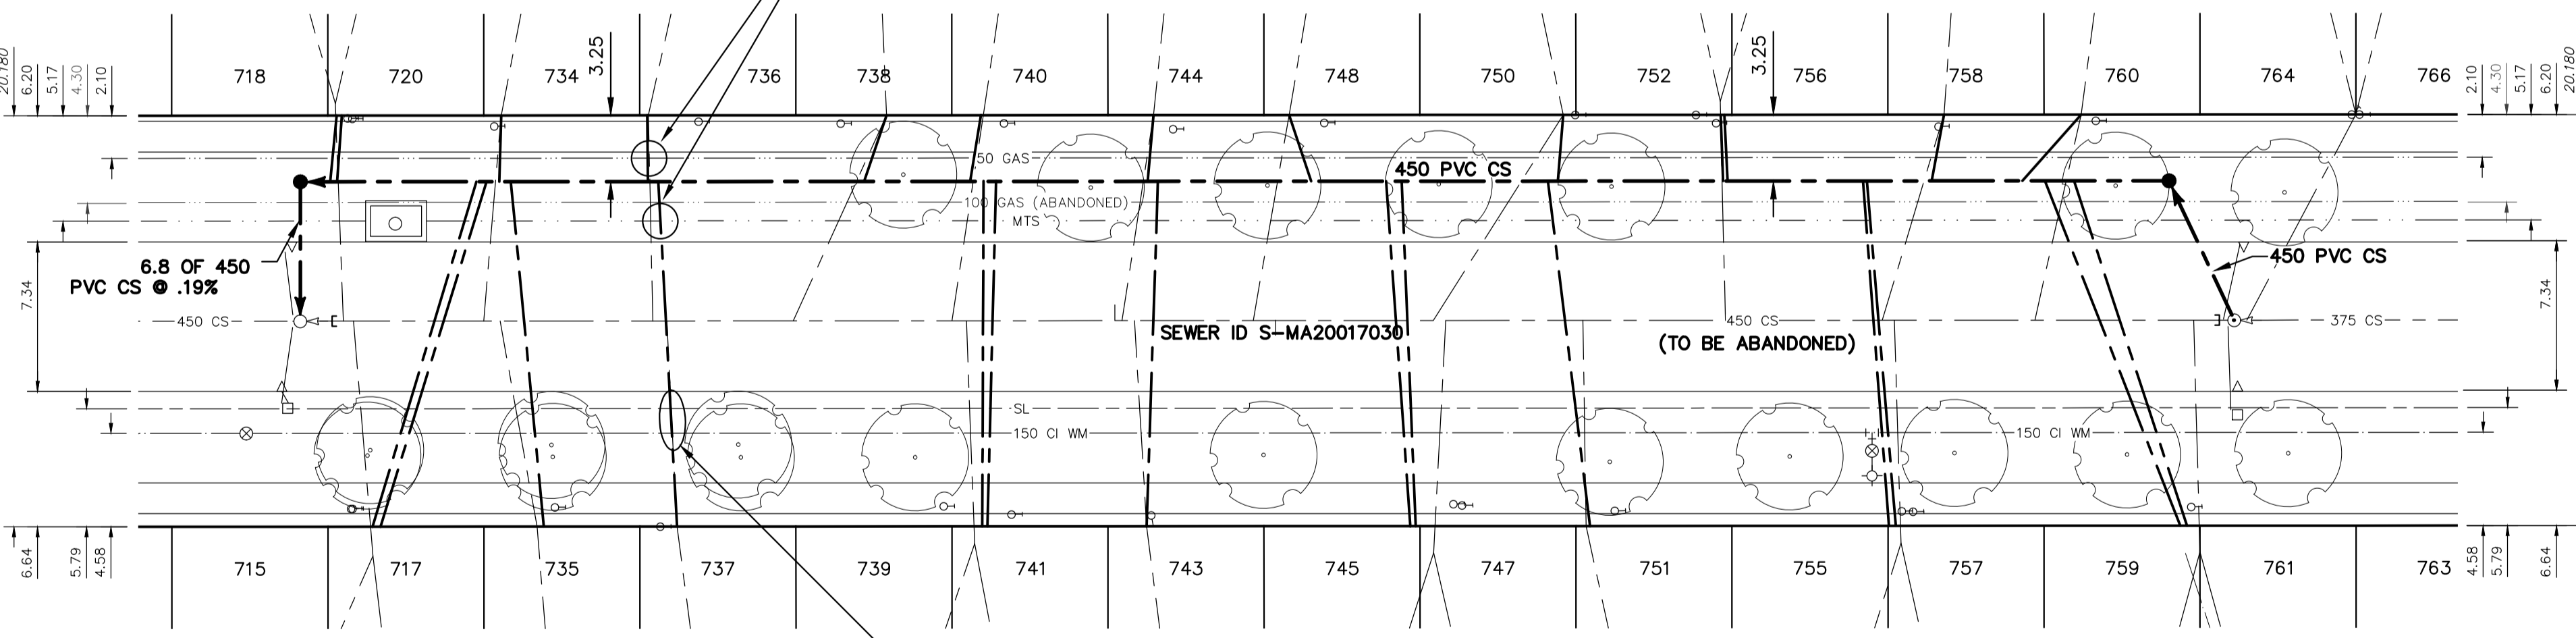 718 720 734 736 738 740 744 748 750 752 756 758 760 764 766
3.25
3.25
20.180
6.20
5.17
4.30
2.10
2.10
4.30
5.17
6.20
20.180
50 GAS
450 PVC CS
100 GAS (ABANDONED)
MTS
6.8 OF 450
PVC CS @ .19%
450 PVC CS
7.34
7.34
450 CS
SEWER ID S-MA20017030
450 CS
(TO BE ABANDONED)
375 CS
SL
150 CI WM
150 CI WM
6.64
5.79
4.58
4.58
5.79
6.64
715 717 735 737 739 741 743 745 747 751 755 757 759 761 763